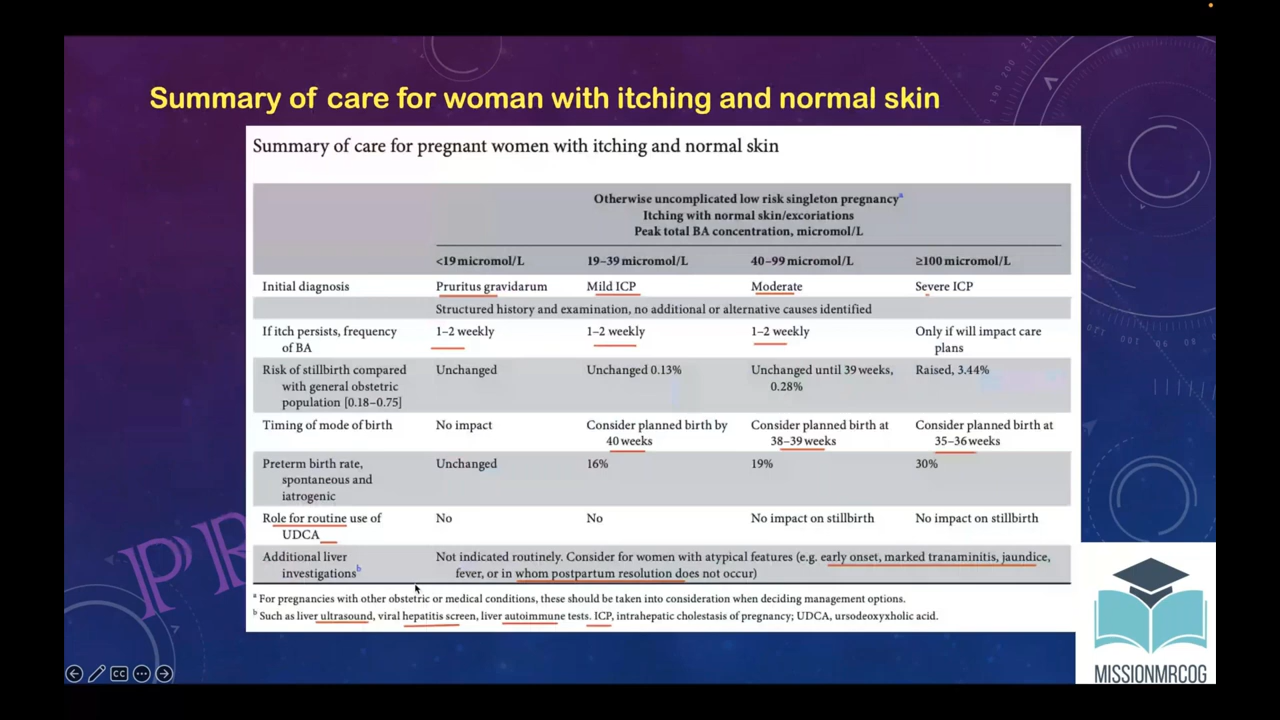 Summary of care for woman with itching and normal skin
Summary of care for pregnant women with itching and normal skin
Otherwise uncomplicated low risk singleton pregnancyᵃ
Itching with normal skin/excoriations
Peak total BA concentration, micromol/L
<19 micromol/L 19–39 micromol/L 40–99 micromol/L ≥100 micromol/L
Initial diagnosis Pruritus gravidarum Mild ICP Moderate Severe ICP
Structured history and examination, no additional or alternative causes identified
If itch persists, frequency 1–2 weekly 1–2 weekly 1–2 weekly Only if will impact care
of BA plans
Risk of stillbirth compared Unchanged Unchanged 0.13% Unchanged until 39 weeks, Raised, 3.44%
with general obstetric 0.28%
population [0.18–0.75]
Timing of mode of birth No impact Consider planned birth by Consider planned birth at Consider planned birth at
40 weeks 38–39 weeks 35–36 weeks
Preterm birth rate, Unchanged 16% 19% 30%
spontaneous and
iatrogenic
Role for routine use of No No No impact on stillbirth No impact on stillbirth
UDCA
Additional liver Not indicated routinely. Consider for women with atypical features (e.g. early onset, marked tranaminitis, jaundice,
investigationsᵇ fever, or in whom postpartum resolution does not occur)
ᵃ For pregnancies with other obstetric or medical conditions, these should be taken into consideration when deciding management options.
ᵇ Such as liver ultrasound, viral hepatitis screen, liver autoimmune tests. ICP, intrahepatic cholestasis of pregnancy; UDCA, ursodeoxyxholic acid.
PR
CC
MISSIONMRCOG